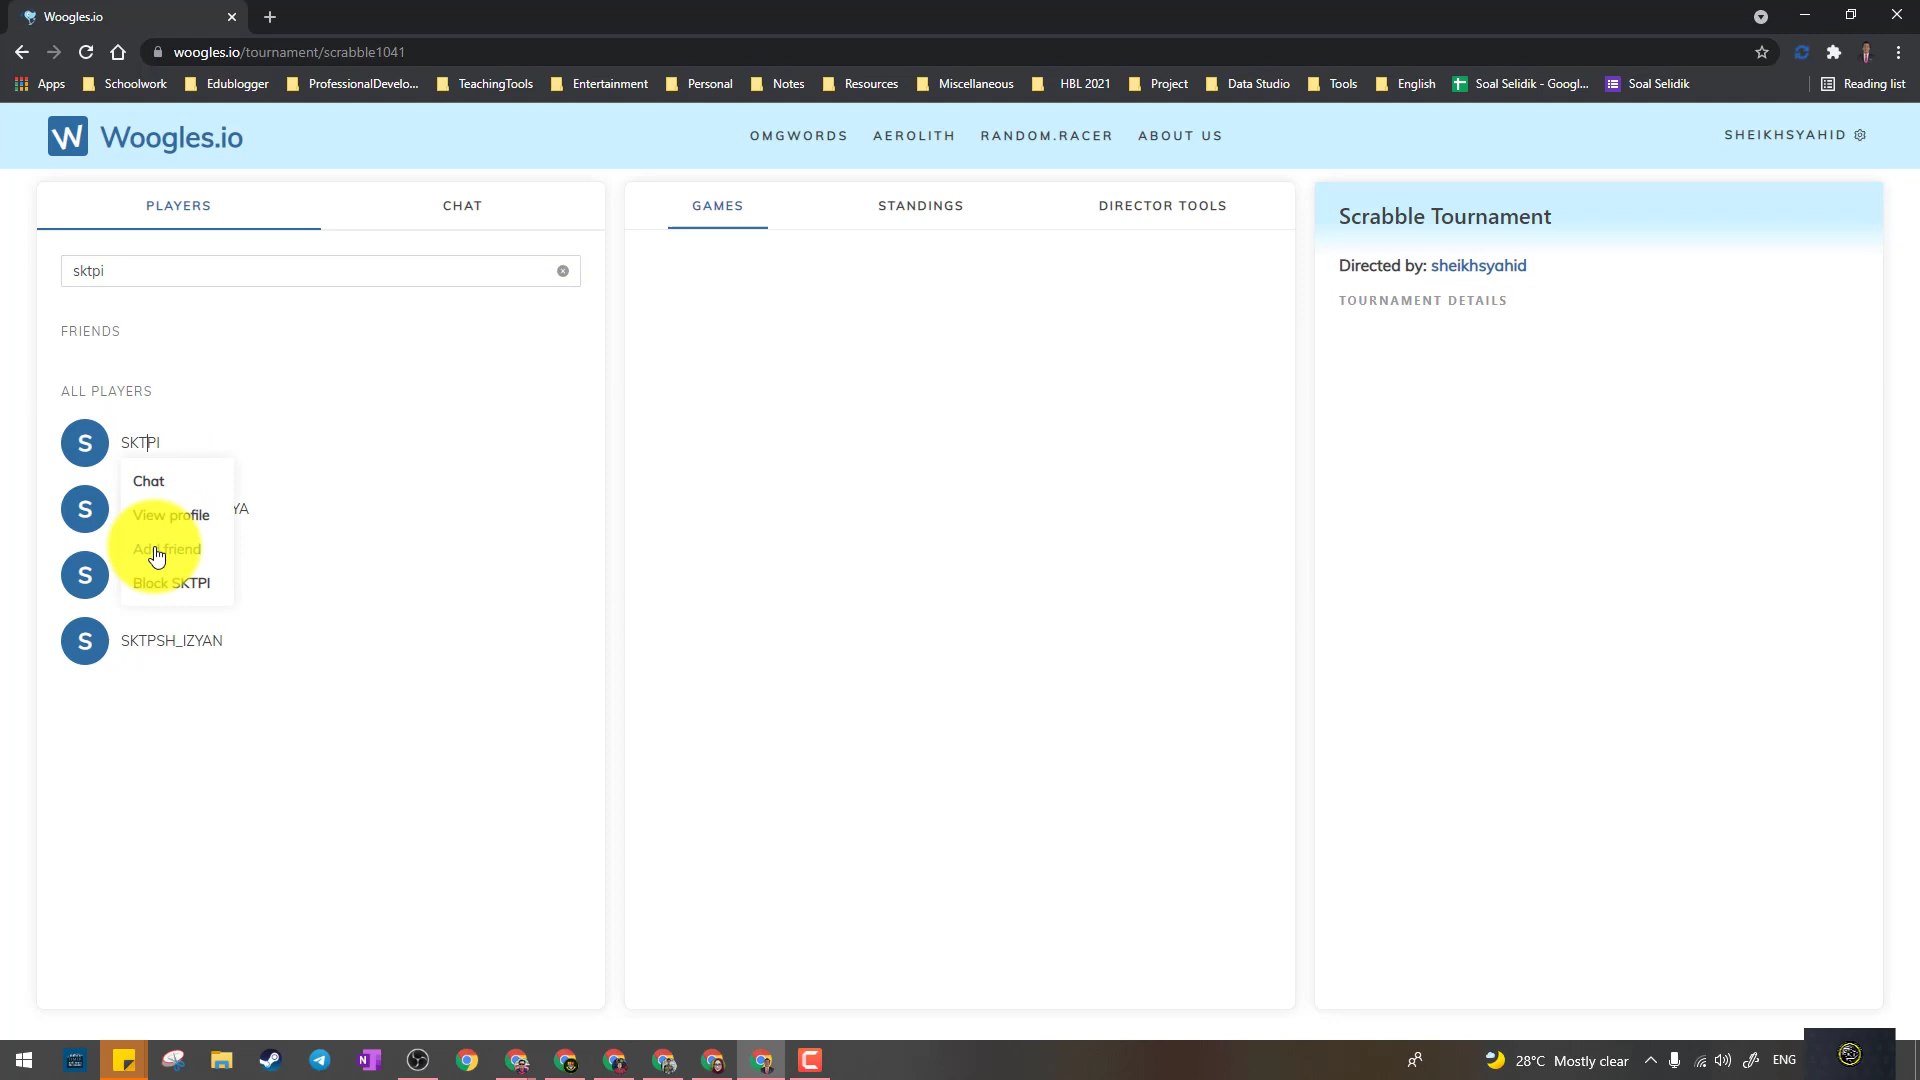 Woogles.io
woogles.io/tournament/scrabble1041
Apps Schoolwork Edublogger ProfessionalDevelo... TeachingTools Entertainment Personal Notes Resources Miscellaneous HBL 2021 Project Data Studio Tools English Soal Selidik - Googl... Soal Selidik Reading list
W Woogles.io OMGWORDS AEROLITH RANDOM.RACER ABOUT US SHEIKHSYAHID
PLAYERS CHAT GAMES STANDINGS DIRECTOR TOOLS
Scrabble Tournament
Directed by: sheikhsyahid
TOURNAMENT DETAILS
sktpi
FRIENDS
ALL PLAYERS
S SKTPI
Chat
S YA
View profile
Add friend
S
Block SKTPI
S SKTPSH_IZYAN
28°C Mostly clear ENG